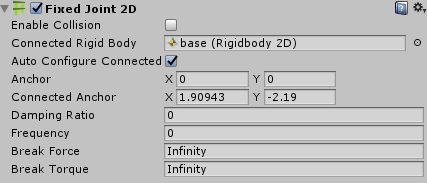 Fixed Joint 2D
Enable Collision
Connected Rigid Body base (Rigidbody 2D)
Auto Configure Connected
Anchor X 0 Y 0
Connected Anchor X 1.90943 Y -2.19
Damping Ratio 0
Frequency 0
Break Force Infinity
Break Torque Infinity